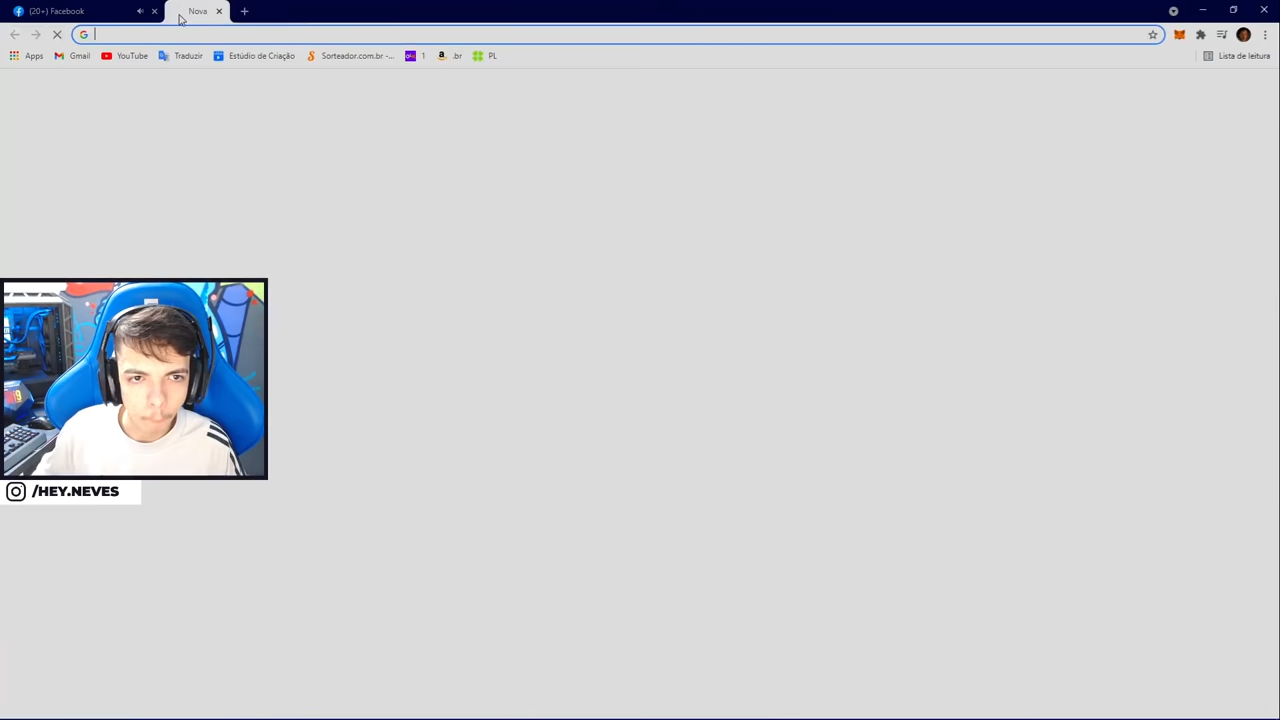 (20+) Facebook
Nova
Apps
Gmail
YouTube
Traduzir
Estúdio de Criação
Sorteador.com.br -...
1
.br
PL
Lista de leitura
/HEY.NEVES